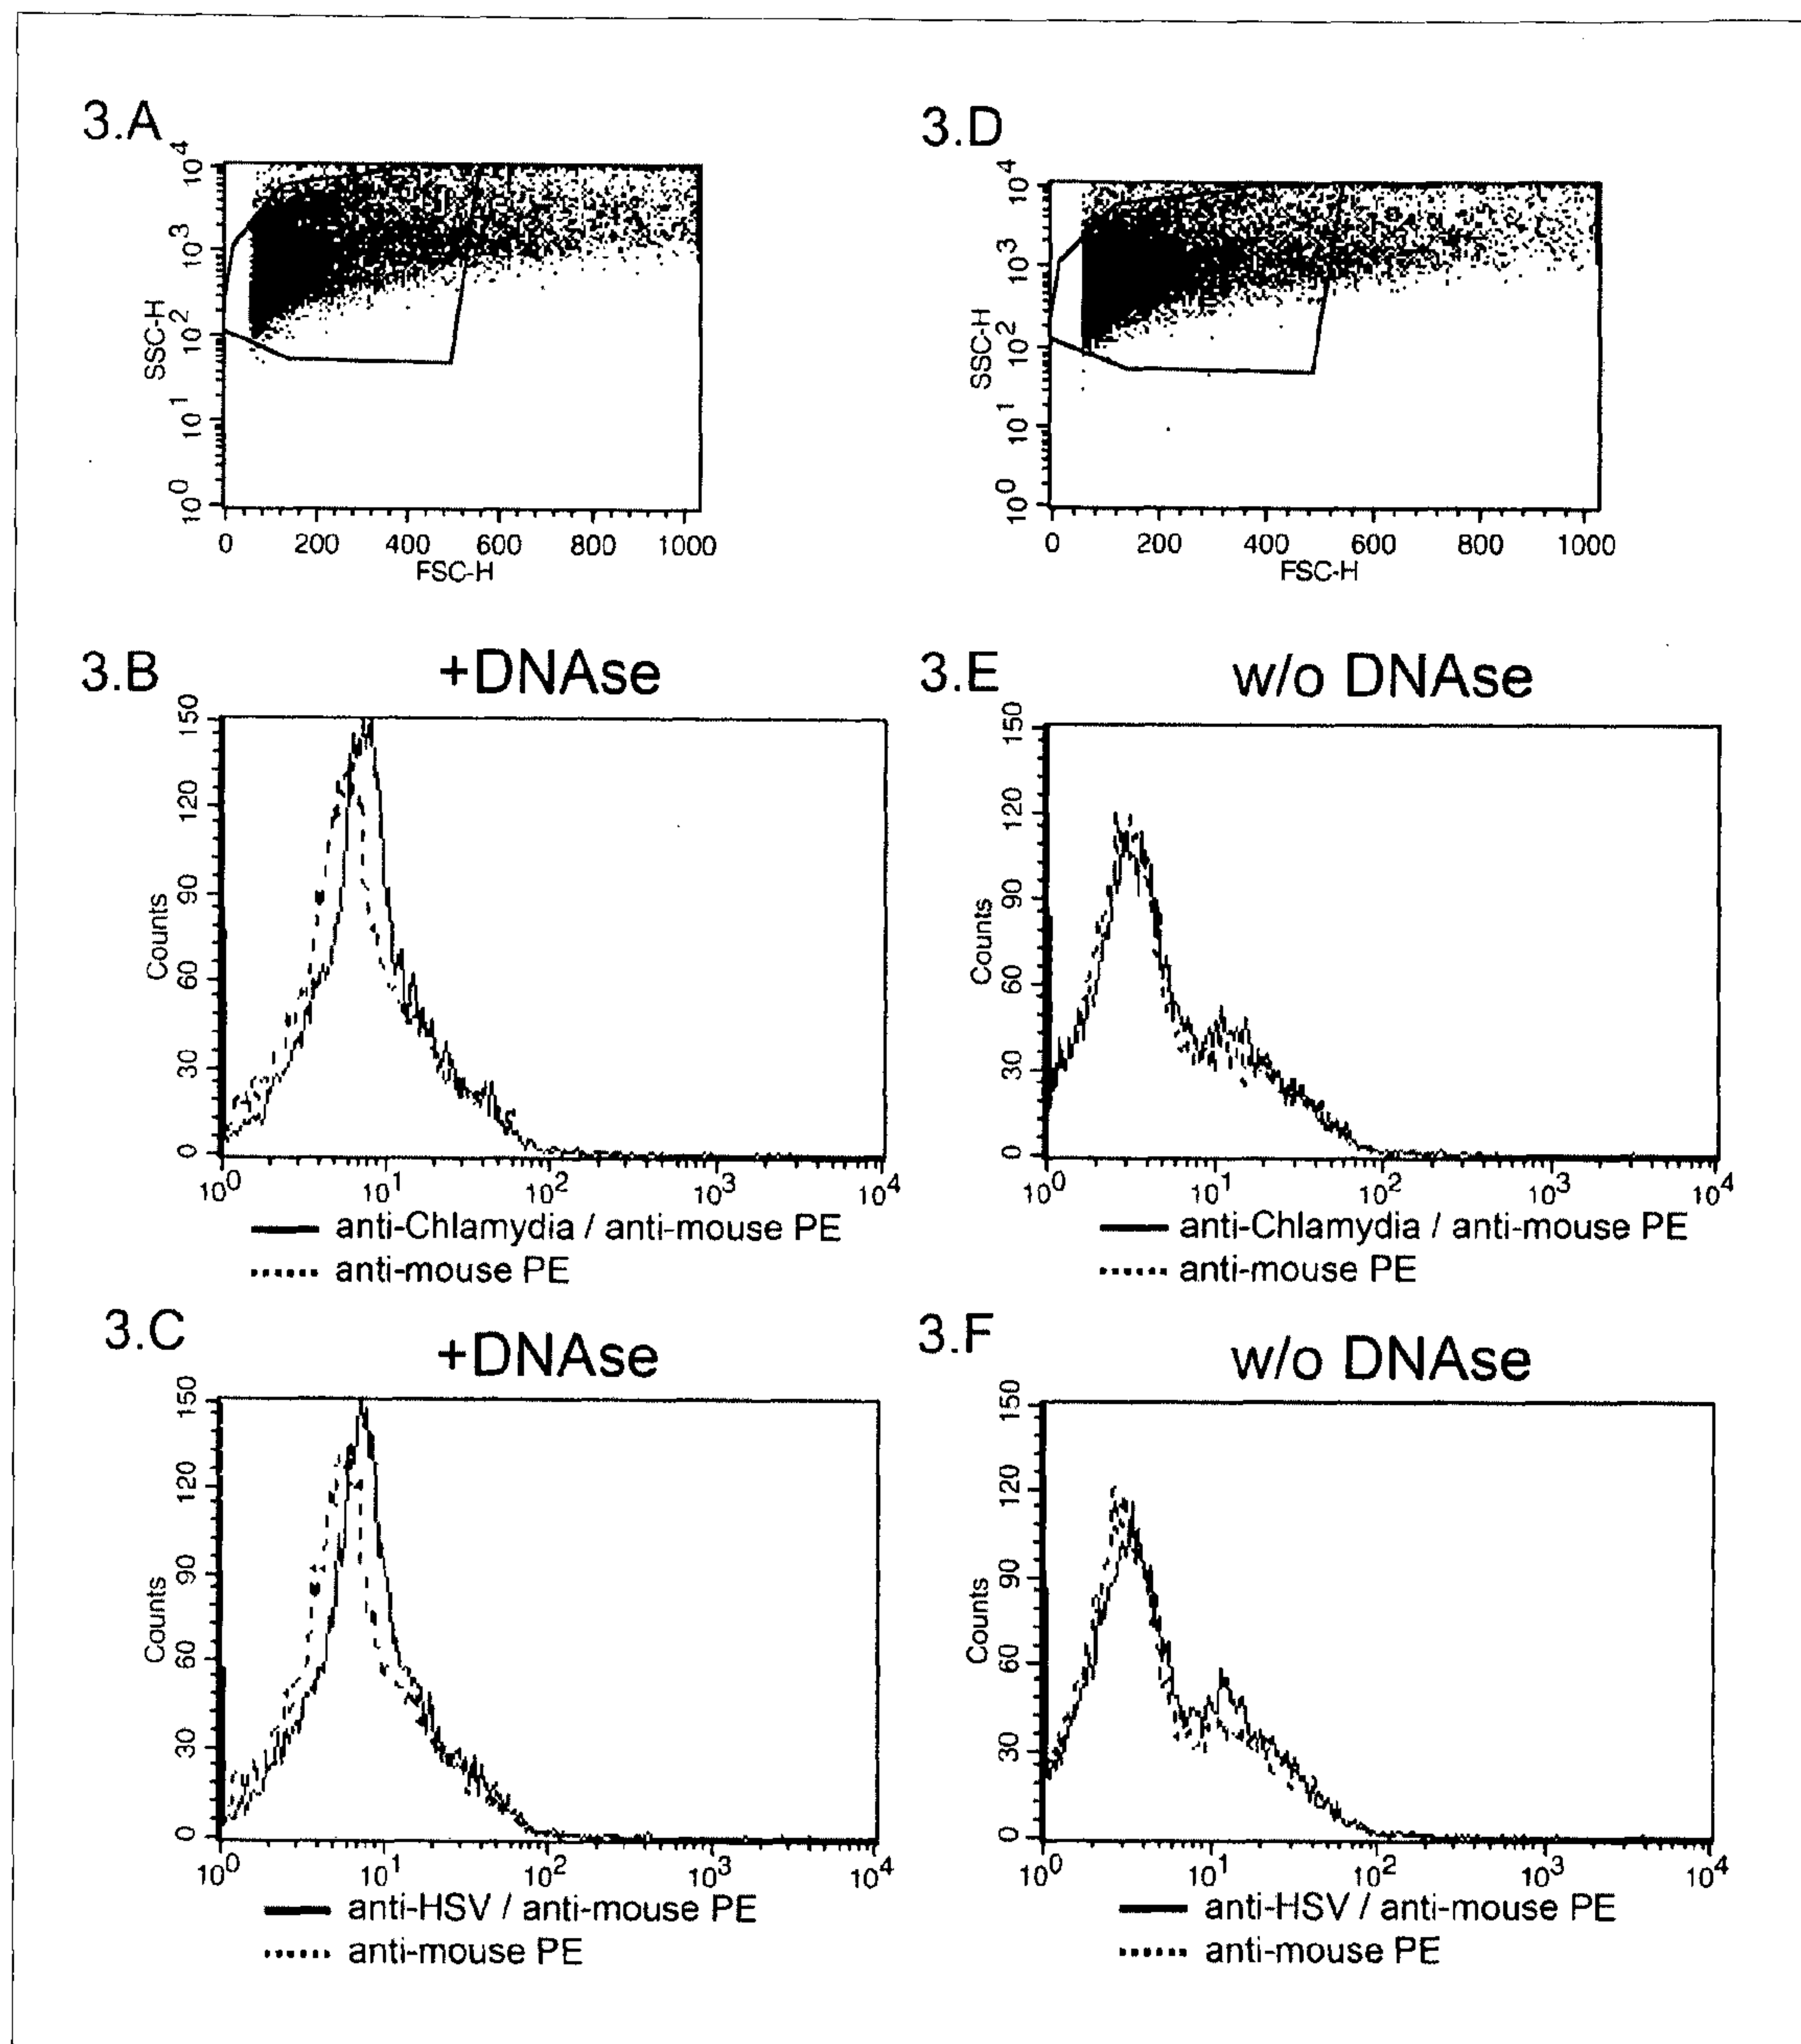 3.A
10^4
10^3
10^2
10^1
10^0
SSC-H
0 200 400 600 800 1000
FSC-H
3.D
10^4
10^3
10^2
10^1
10^0
SSC-H
0 200 400 600 800 1000
FSC-H
3.B
+DNAse
150
120
90
60
30
0
Counts
10^0 10^1 10^2 10^3 10^4
anti-Chlamydia / anti-mouse PE
anti-mouse PE
3.E
w/o DNAse
150
120
90
60
30
0
Counts
10^0 10^1 10^2 10^3 10^4
anti-Chlamydia / anti-mouse PE
anti-mouse PE
3.C
+DNAse
150
120
90
60
30
0
Counts
10^0 10^1 10^2 10^3 10^4
anti-HSV / anti-mouse PE
anti-mouse PE
3.F
w/o DNAse
150
120
90
60
30
0
Counts
10^0 10^1 10^2 10^3 10^4
anti-HSV / anti-mouse PE
anti-mouse PE